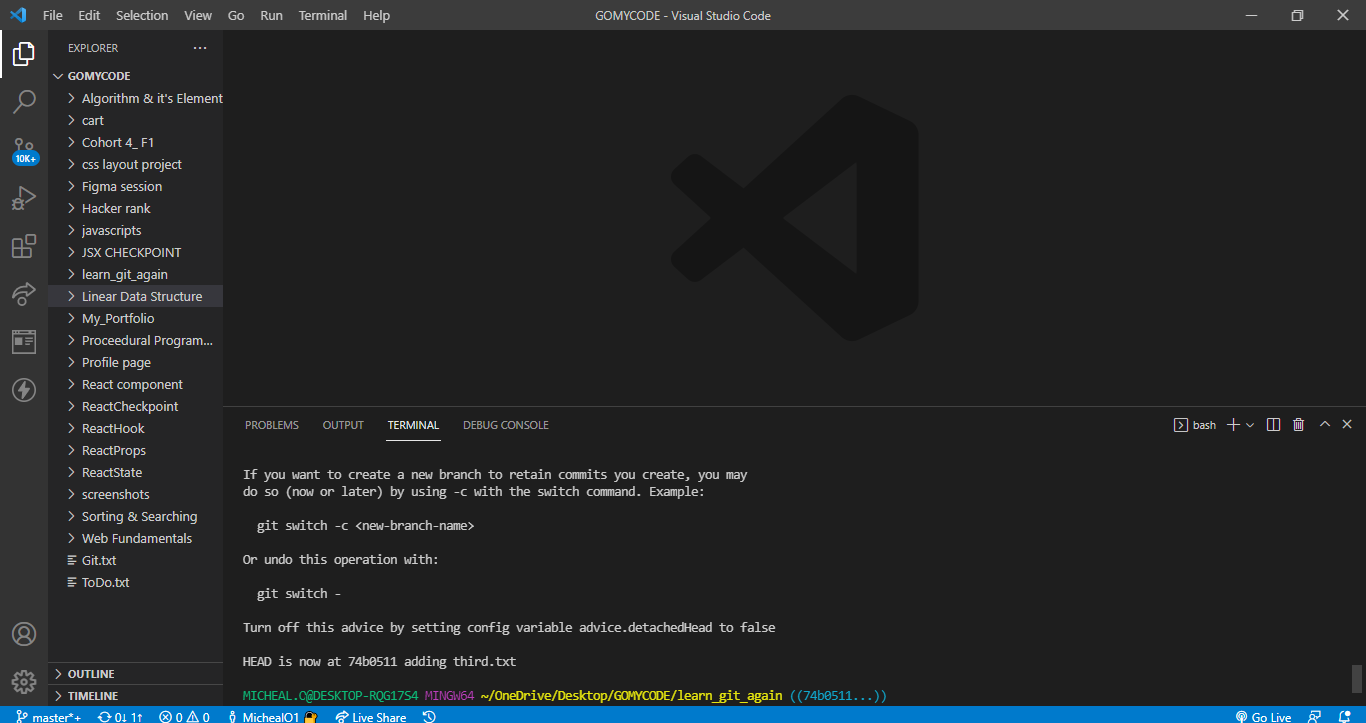 File Edit Selection View Go Run Terminal Help
GOMYCODE - Visual Studio Code
EXPLORER
GOMYCODE
Algorithm & it's Element
cart
Cohort 4_ F1
css layout project
Figma session
Hacker rank
javascripts
JSX CHECKPOINT
learn_git_again
Linear Data Structure
My_Portfolio
Proceedural Program...
Profile page
React component
ReactCheckpoint
ReactHook
ReactProps
ReactState
screenshots
Sorting & Searching
Web Fundamentals
Git.txt
ToDo.txt
OUTLINE
TIMELINE
10K+
PROBLEMS OUTPUT TERMINAL DEBUG CONSOLE
bash
If you want to create a new branch to retain commits you create, you may
do so (now or later) by using -c with the switch command. Example:
git switch -c <new-branch-name>
Or undo this operation with:
git switch -
Turn off this advice by setting config variable advice.detachedHead to false
HEAD is now at 74b0511 adding third.txt
MICHEAL.O@DESKTOP-RQG17S4 MINGW64 ~/OneDrive/Desktop/GOMYCODE/learn_git_again ((74b0511...))
master*+ 0↓ 1↑ 0 0 MichealO1 Live Share Go Live